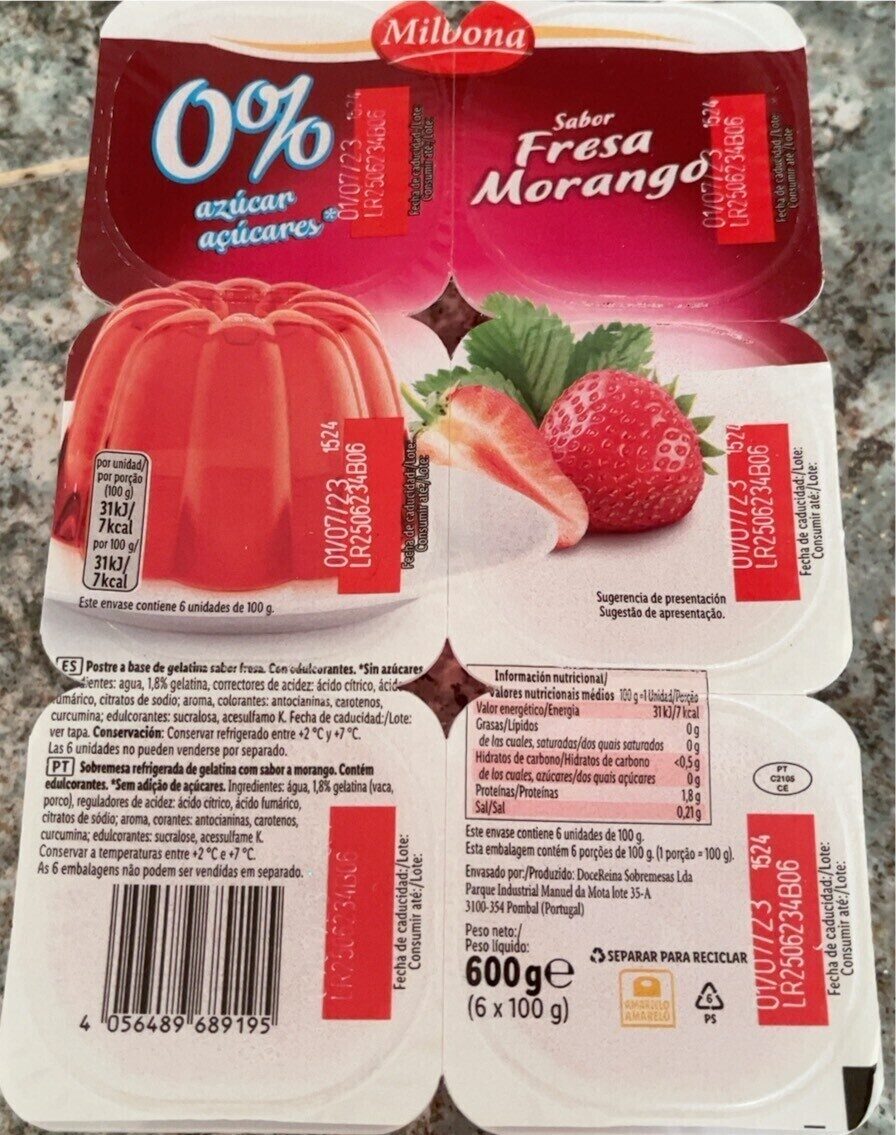 Milbona
0%
azúcar
açúcares*
01/07/23 1524
LR2506234B06
Fecha de caducidad:/Lote:
Consumir até:/Lote:
Sabor
Fresa
Morango
01/07/23 1524
LR2506234B06
Fecha de caducidad:/Lote:
Consumir até:/Lote:
por unidad/
por porção
(100 g)
31kJ/
7kcal
por 100 g/
31kJ/
7kcal
01/07/23 1524
LR2506234B06
Fecha de caducidad:/Lote:
Consumir até:/Lote:
Este envase contiene 6 unidades de 100 g.
01/07/23 1524
LR2506234B06
Fecha de caducidad:/Lote:
Consumir até:/Lote:
Sugerencia de presentación
Sugestão de apresentação.
ES Postre a base de gelatina sabor fresa. Con edulcorantes. *Sin azúcares
agua, 1,8% gelatina, correctores de acidez: ácido cítrico,
citratos de sodio; aroma, colorantes: antocianinas, carotenos,
curcumina; edulcorantes: sucralosa, acesulfamo K. Fecha de caducidad:/Lote:
ver tapa. Conservación: Conservar refrigerado entre +2 °C y +7 °C.
Las 6 unidades no pueden venderse por separado.
PT Sobremesa refrigerada de gelatina com sabor a morango. Contém
edulcorantes. *Sem adição de açúcares. Ingredientes: água, 1,8% gelatina (vaca,
porco), reguladores de acidez: ácido cítrico, ácido fumárico,
citratos de sódio; aroma, corantes: antocianinas, carotenos,
curcumina; edulcorantes: sucralose, acessulfame K.
Conservar a temperaturas entre +2 °C e +7 °C.
As 6 embalagens não podem ser vendidas em separado.
4 056489 689195
LR2506234B06
Fecha de caducidad:/Lote:
Consumir até:/Lote:
Información nutricional/
Valores nutricionais médios 100 g =1 Unidad/Porção
Valor energético/Energia 31 kJ/7 kcal
Grasas/Lípidos 0 g
de las cuales, saturadas/dos quais saturados 0 g
Hidratos de carbono/Hidratos de carbono <0,5 g
de los cuales, azúcares/dos quais açúcares 0 g
Proteínas/Proteínas 1,8 g
Sal/Sal 0,21 g
PT
C2105
CE
Este envase contiene 6 unidades de 100 g.
Esta embalagem contém 6 porções de 100 g. (1 porção = 100 g).
Envasado por:/Produzido: DoceReina Sobremesas Lda
Parque Industrial Manuel da Mota lote 35-A
3100-354 Pombal (Portugal)
Peso neto:/
Peso líquido:
600 g e
(6 x 100 g)
SEPARAR PARA RECICLAR
AMARILLO
AMARELO
6
PS
01/07/23 1524
LR2506234B06
Fecha de caducidad:/Lote:
Consumir até:/Lote: